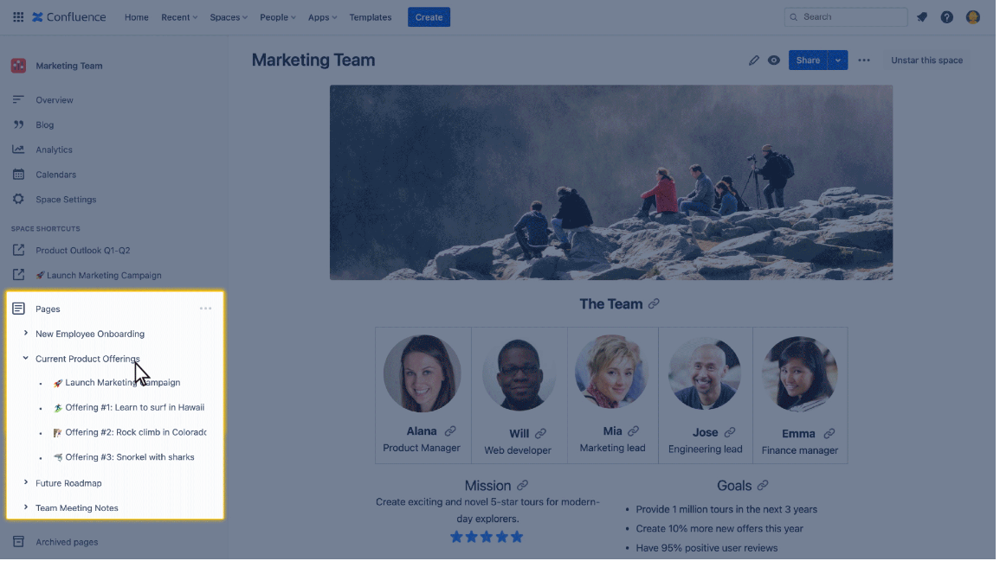 Confluence
Home Recent Spaces People Apps Templates Create
Search
Marketing Team
Overview
Blog
Analytics
Calendars
Space Settings
SPACE SHORTCUTS
Product Outlook Q1-Q2
🚀 Launch Marketing Campaign
Pages
New Employee Onboarding
Current Product Offerings
🚀 Launch Marketing Campaign
Offering #1: Learn to surf in Hawaii
Offering #2: Rock climb in Colorado
Offering #3: Snorkel with sharks
Future Roadmap
Team Meeting Notes
Archived pages
Marketing Team
Share
Unstar this space
The Team
Alana
Product Manager
Will
Web developer
Mia
Marketing lead
Jose
Engineering lead
Emma
Finance manager
Mission
Create exciting and novel 5-star tours for modern-
day explorers.
Goals
• Provide 1 million tours in the next 3 years
• Create 10% more new offers this year
• Have 95% positive user reviews